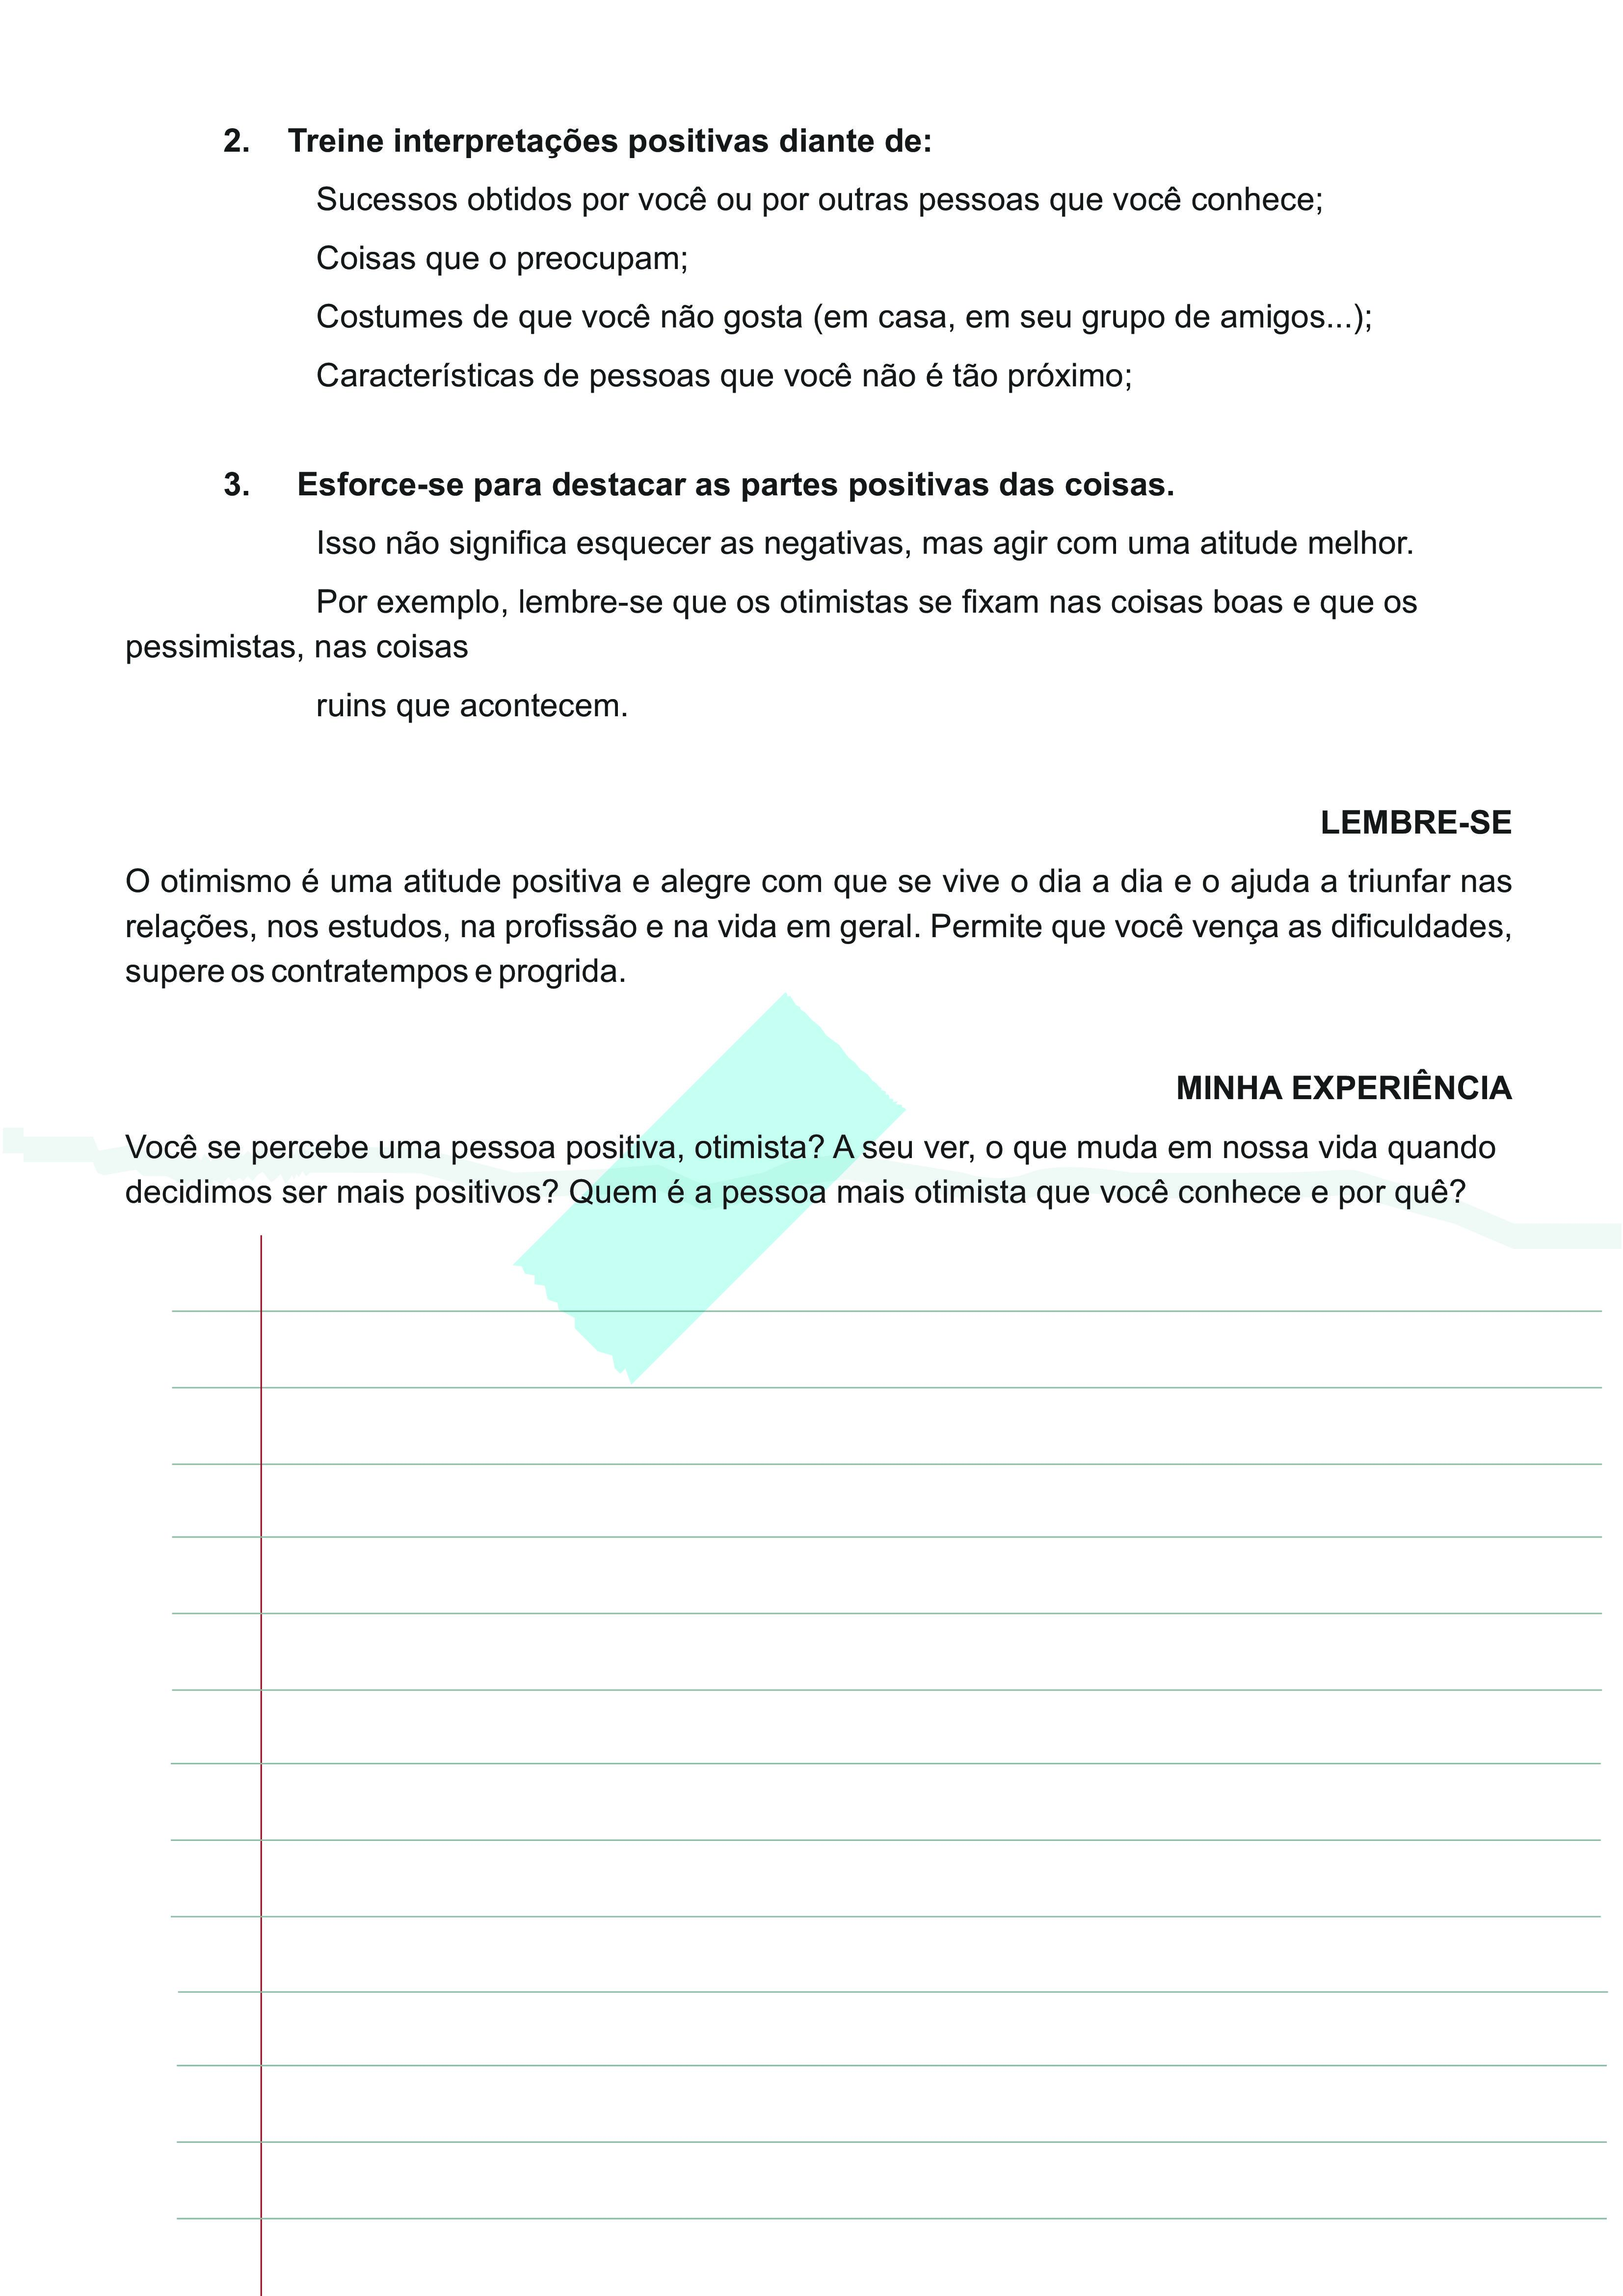 2. Treine interpretações positivas diante de:
Sucessos obtidos por você ou por outras pessoas que você conhece;
Coisas que o preocupam;
Costumes de que você não gosta (em casa, em seu grupo de amigos...);
Características de pessoas que você não é tão próximo;
3. Esforce-se para destacar as partes positivas das coisas.
Isso não significa esquecer as negativas, mas agir com uma atitude melhor.
Por exemplo, lembre-se que os otimistas se fixam nas coisas boas e que os
pessimistas, nas coisas
ruins que acontecem.
LEMBRE-SE
O otimismo é uma atitude positiva e alegre com que se vive o dia a dia e o ajuda a triunfar nas
relações, nos estudos, na profissão e na vida em geral. Permite que você vença as dificuldades,
supere os contratempos e progrida.
MINHA EXPERIÊNCIA
Você se percebe uma pessoa positiva, otimista? A seu ver, o que muda em nossa vida quando
decidimos ser mais positivos? Quem é a pessoa mais otimista que você conhece e por quê?